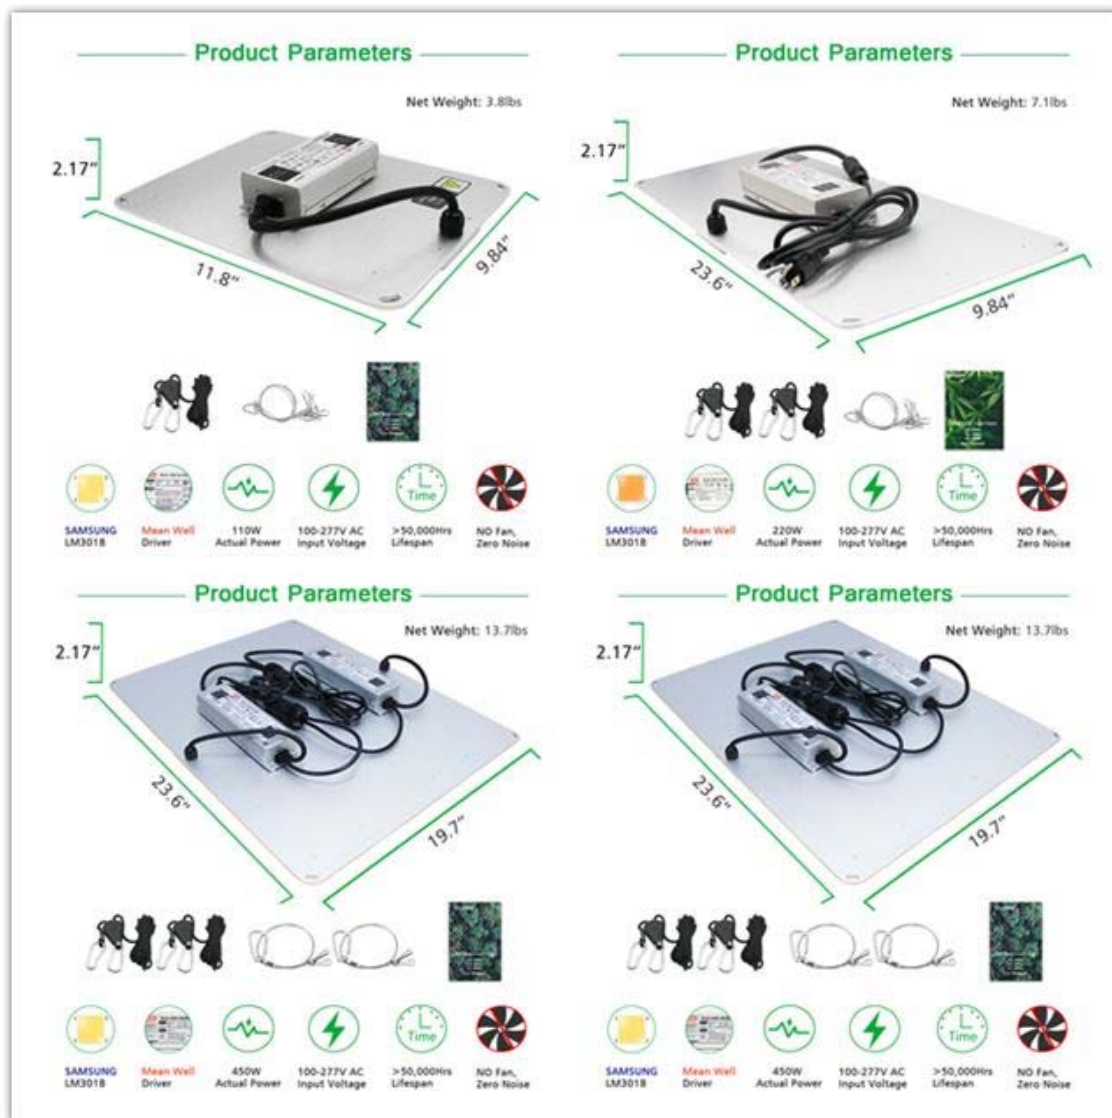 Product Parameters
Net Weight: 3.8lbs
2.17"
11.8"
9.84"
SAMSUNG
LM301B
Mean Well
Driver
110W
Actual Power
100-277V AC
Input Voltage
Time
>50,000Hrs
Lifespan
NO Fan,
Zero Noise
Product Parameters
Net Weight: 7.1lbs
2.17"
23.6"
9.84"
SAMSUNG
LM301B
Mean Well
Driver
220W
Actual Power
100-277V AC
Input Voltage
Time
>50,000Hrs
Lifespan
NO Fan,
Zero Noise
Product Parameters
Net Weight: 13.7lbs
2.17"
23.6"
19.7"
SAMSUNG
LM301B
Mean Well
Driver
450W
Actual Power
100-277V AC
Input Voltage
Time
>50,000Hrs
Lifespan
NO Fan,
Zero Noise
Product Parameters
Net Weight: 13.7lbs
2.17"
23.6"
19.7"
SAMSUNG
LM301B
Mean Well
Driver
450W
Actual Power
100-277V AC
Input Voltage
Time
>50,000Hrs
Lifespan
NO Fan,
Zero Noise